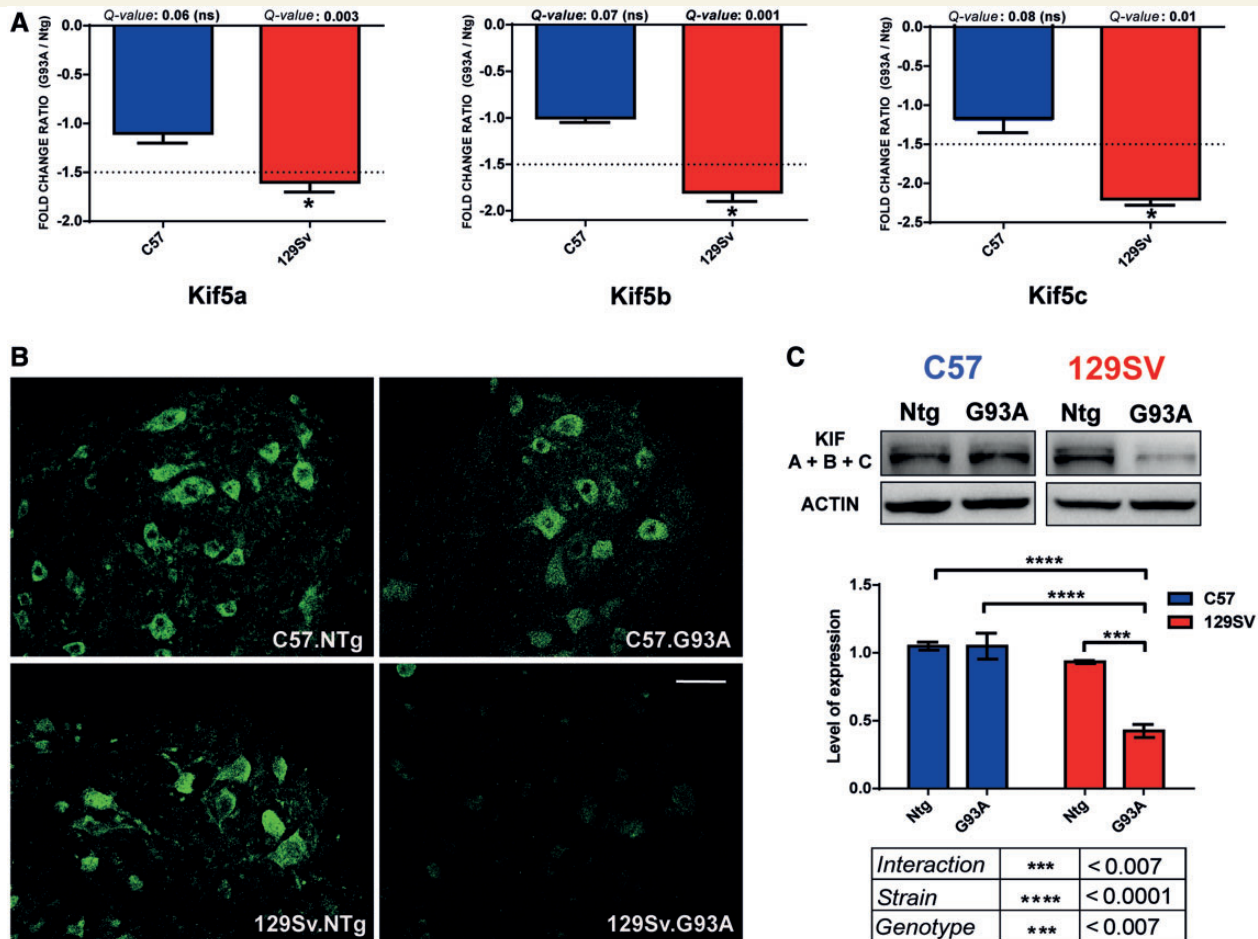 A
Q-value: 0.06 (ns) Q-value: 0.003
FOLD CHANGE RATIO (G93A / Ntg)
0.0
-0.5
-1.0
-1.5
-2.0
*
C57 129Sv
Kif5a
Q-value: 0.07 (ns) Q-value: 0.001
FOLD CHANGE RATIO (G93A / Ntg)
0.0
-0.5
-1.0
-1.5
-2.0
*
C57 129Sv
Kif5b
Q-value: 0.08 (ns) Q-value: 0.01
FOLD CHANGE RATIO (G93A / Ntg)
0.0
-0.5
-1.0
-1.5
-2.0
-2.5
*
C57 129Sv
Kif5c
B
C57.NTg
C57.G93A
129Sv.NTg
129Sv.G93A
C
C57 129SV
Ntg G93A Ntg G93A
KIF
A + B + C
ACTIN
****
****
***
C57
129SV
Level of expression
1.5
1.0
0.5
0.0
Ntg G93A Ntg G93A
Interaction *** < 0.007
Strain **** < 0.0001
Genotype *** < 0.007